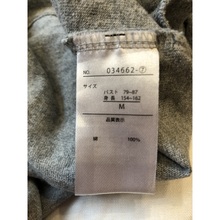 NO. 034662-⑦
サイズ
バスト 79-87
身長 154-162
M
品質表示
綿 100%